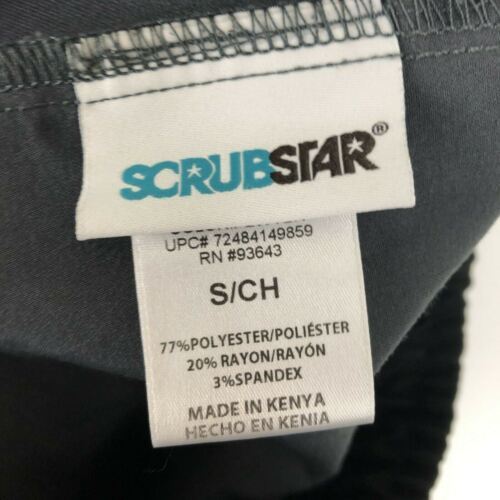 SCRUBSTAR®
UPC# 72484149859
RN #93643
S/CH
77%POLYESTER/POLIÉSTER
20% RAYON/RAYÓN
3%SPANDEX
MADE IN KENYA
HECHO EN KENIA